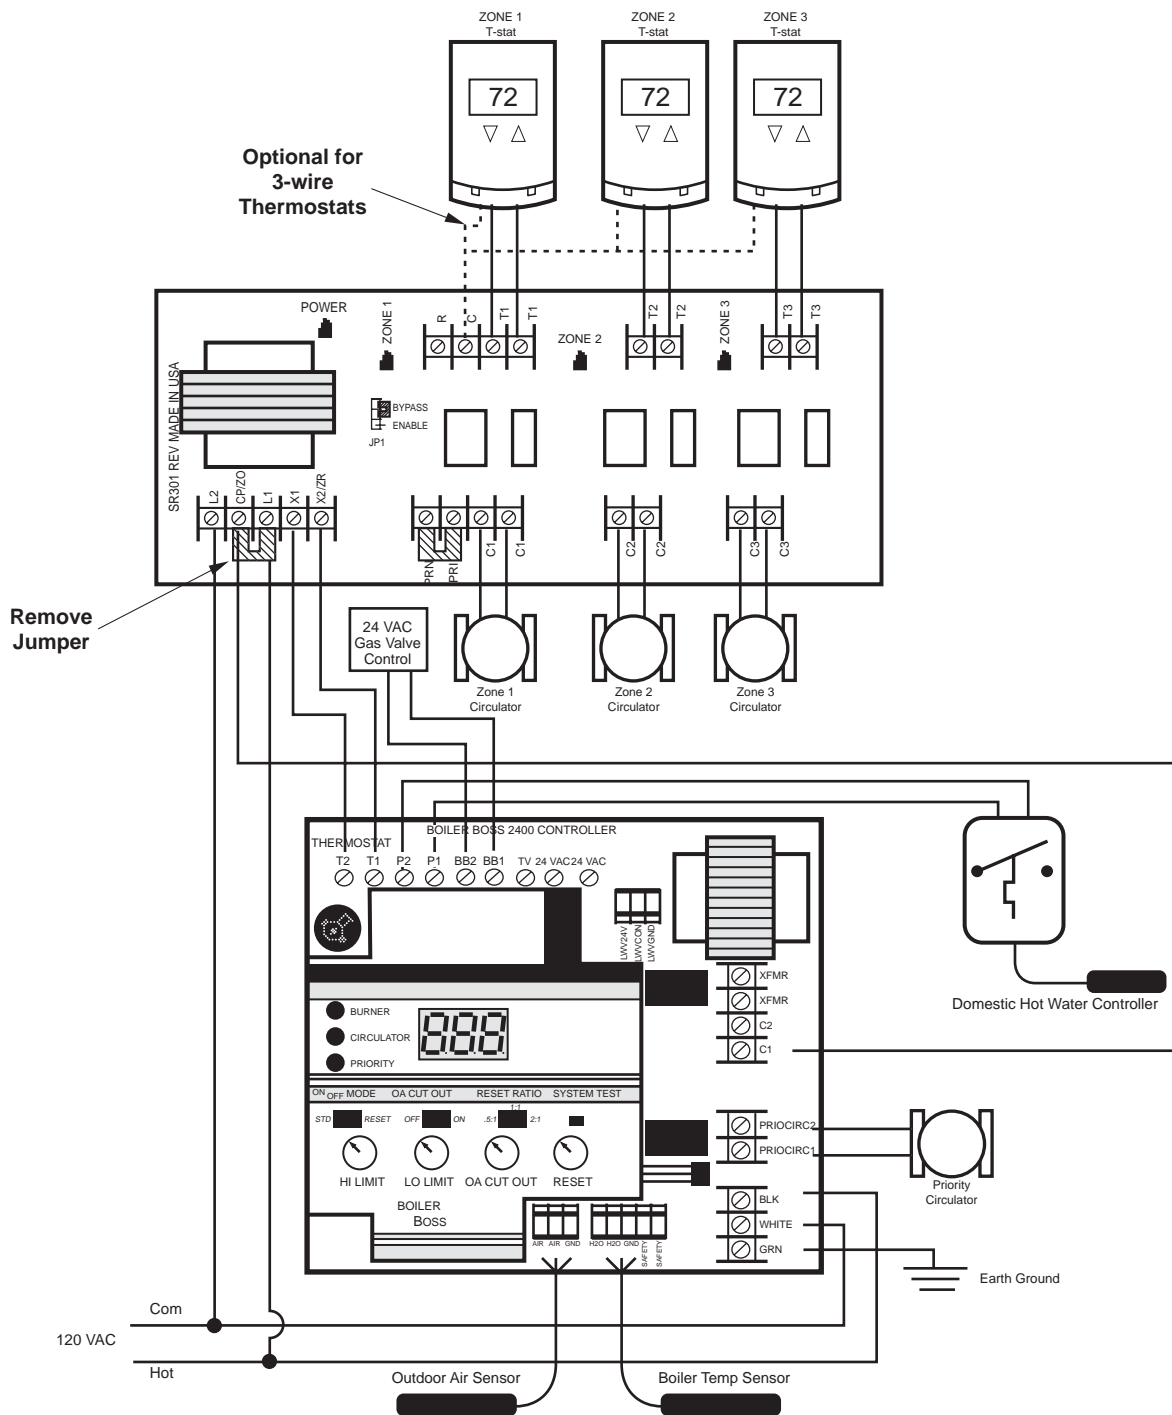 ZONE 1
T-stat
ZONE 2
T-stat
ZONE 3
T-stat
72
72
72
Optional for
3-wire
Thermostats
POWER
ZONE 1
R
C
T1
T1
ZONE 2
T2
T2
ZONE 3
T3
T3
SR301 REV MADE IN USA
BYPASS
ENABLE
JP1
L2
CP/ZO
L1
X1
X2/ZR
PRN
PRI
C1
C1
C2
C2
C3
C3
Remove
Jumper
24 VAC
Gas Valve
Control
Zone 1
Circulator
Zone 2
Circulator
Zone 3
Circulator
BOILER BOSS 2400 CONTROLLER
THERMOSTAT
T2 T1 P2 P1 BB2 BB1 TV 24 VAC 24 VAC
LWV24V
LWVCON
LWVGND
XFMR
XFMR
C2
C1
Domestic Hot Water Controller
BURNER
CIRCULATOR
PRIORITY
888
ON OFF MODE OA CUT OUT RESET RATIO SYSTEM TEST
1:1
STD RESET OFF ON .5:1 2:1
HI LIMIT LO LIMIT OA CUT OUT RESET
BOILER
BOSS
PRIOCIRC2
PRIOCIRC1
Priority
Circulator
BLK
WHITE
GRN
AIR AIR GND
H2O H2O GND SAFETY SAFETY
Earth Ground
Com
120 VAC
Hot
Outdoor Air Sensor
Boiler Temp Sensor